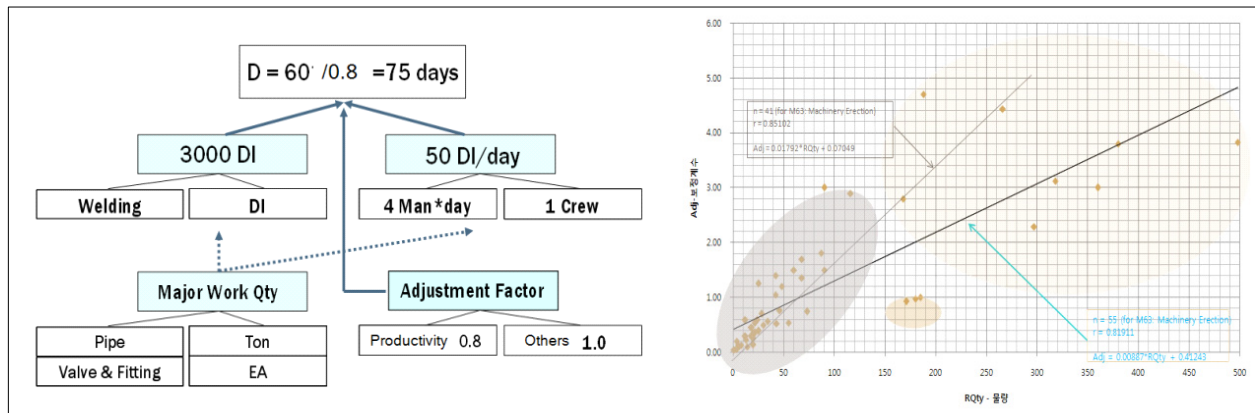 D = 60 /0.8 =75 days
3000 DI
50 DI/day
Welding
DI
4 Man*day
1 Crew
Major Work Qty
Adjustment Factor
Pipe
Ton
Valve & Fitting
EA
Productivity 0.8
Others 1.0
Adj-보정계수
6.00
5.00
4.00
3.00
2.00
1.00
0.00
n = 41 (for M63: Machinery Erection)
r = 0.85102
Adj = 0.01792*RQty + 0.07049
n = 55 (for M63: Machinery Erection)
r = 0.81911
Adj = 0.00887*RQty + 0.41243
0
50
100
150
200
250
300
350
400
450
500
RQty - 물량